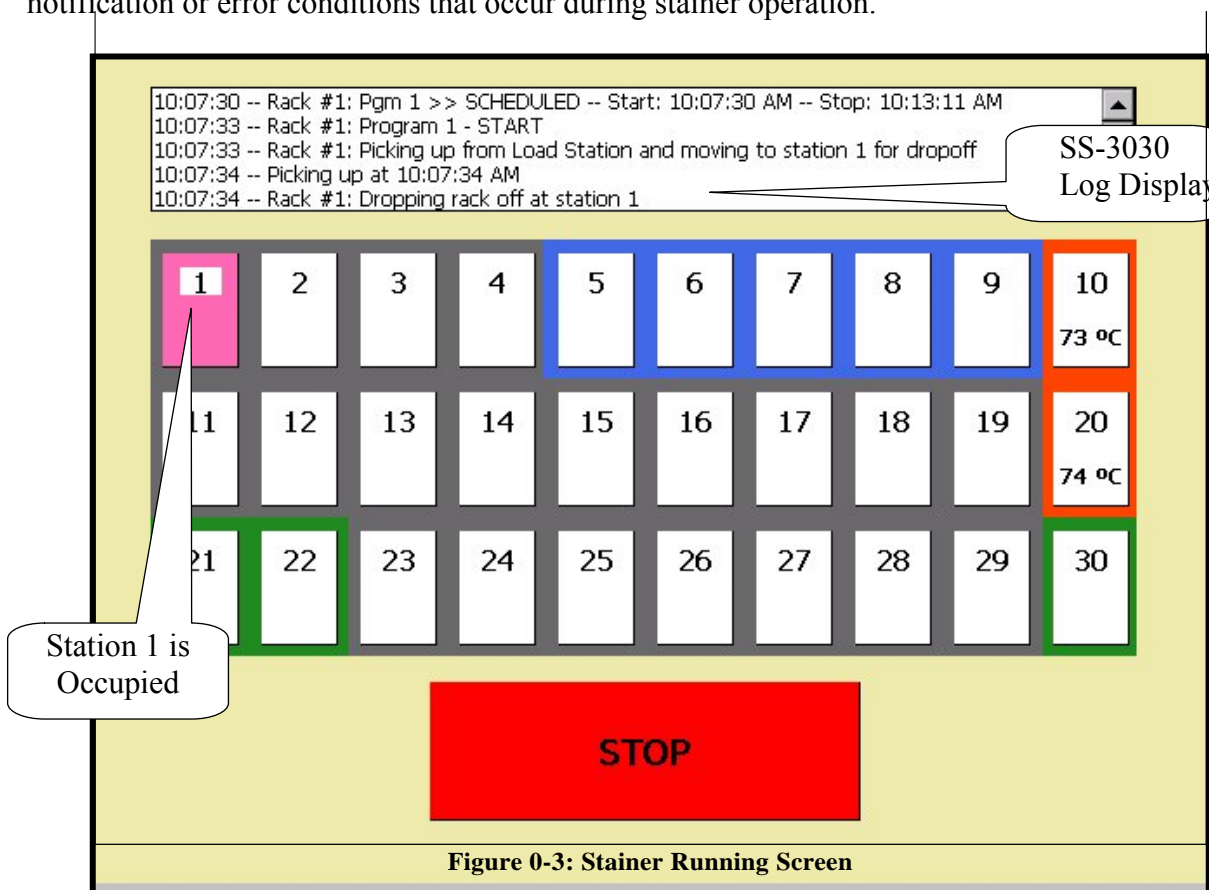 notification or error conditions that occur during stainer operation.
10:07:30 -- Rack #1: Pgm 1 >> SCHEDULED -- Start: 10:07:30 AM -- Stop: 10:13:11 AM
10:07:33 -- Rack #1: Program 1 - START
10:07:33 -- Rack #1: Picking up from Load Station and moving to station 1 for dropoff
10:07:34 -- Picking up at 10:07:34 AM
10:07:34 -- Rack #1: Dropping rack off at station 1
SS-3030
Log Display
1 2 3 4 5 6 7 8 9 10
73 ºC
11 12 13 14 15 16 17 18 19 20
74 ºC
21 22 23 24 25 26 27 28 29 30
Station 1 is
Occupied
STOP
Figure 0-3: Stainer Running Screen